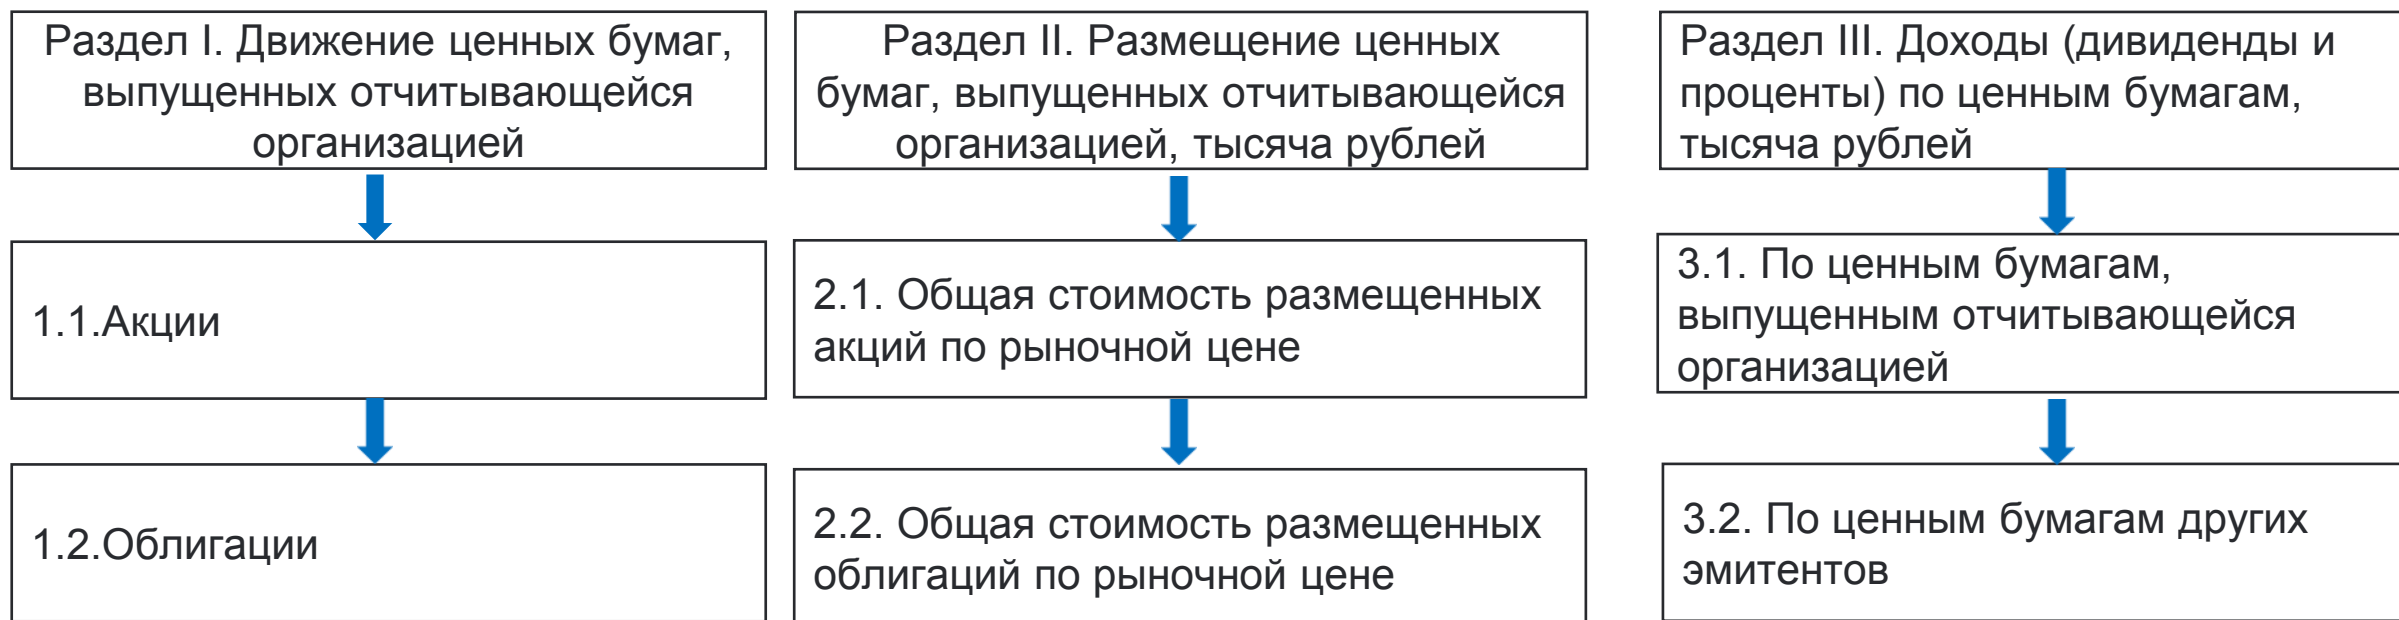 Раздел I. Движение ценных бумаг,
выпущенных отчитывающейся
организацией
1.1.Акции
1.2.Облигации
Раздел II. Размещение ценных
бумаг, выпущенных отчитывающейся
организацией, тысяча рублей
2.1. Общая стоимость размещенных
акций по рыночной цене
2.2. Общая стоимость размещенных
облигаций по рыночной цене
Раздел III. Доходы (дивиденды и
проценты) по ценным бумагам,
тысяча рублей
3.1. По ценным бумагам,
выпущенным отчитывающейся
организацией
3.2. По ценным бумагам других
эмитентов